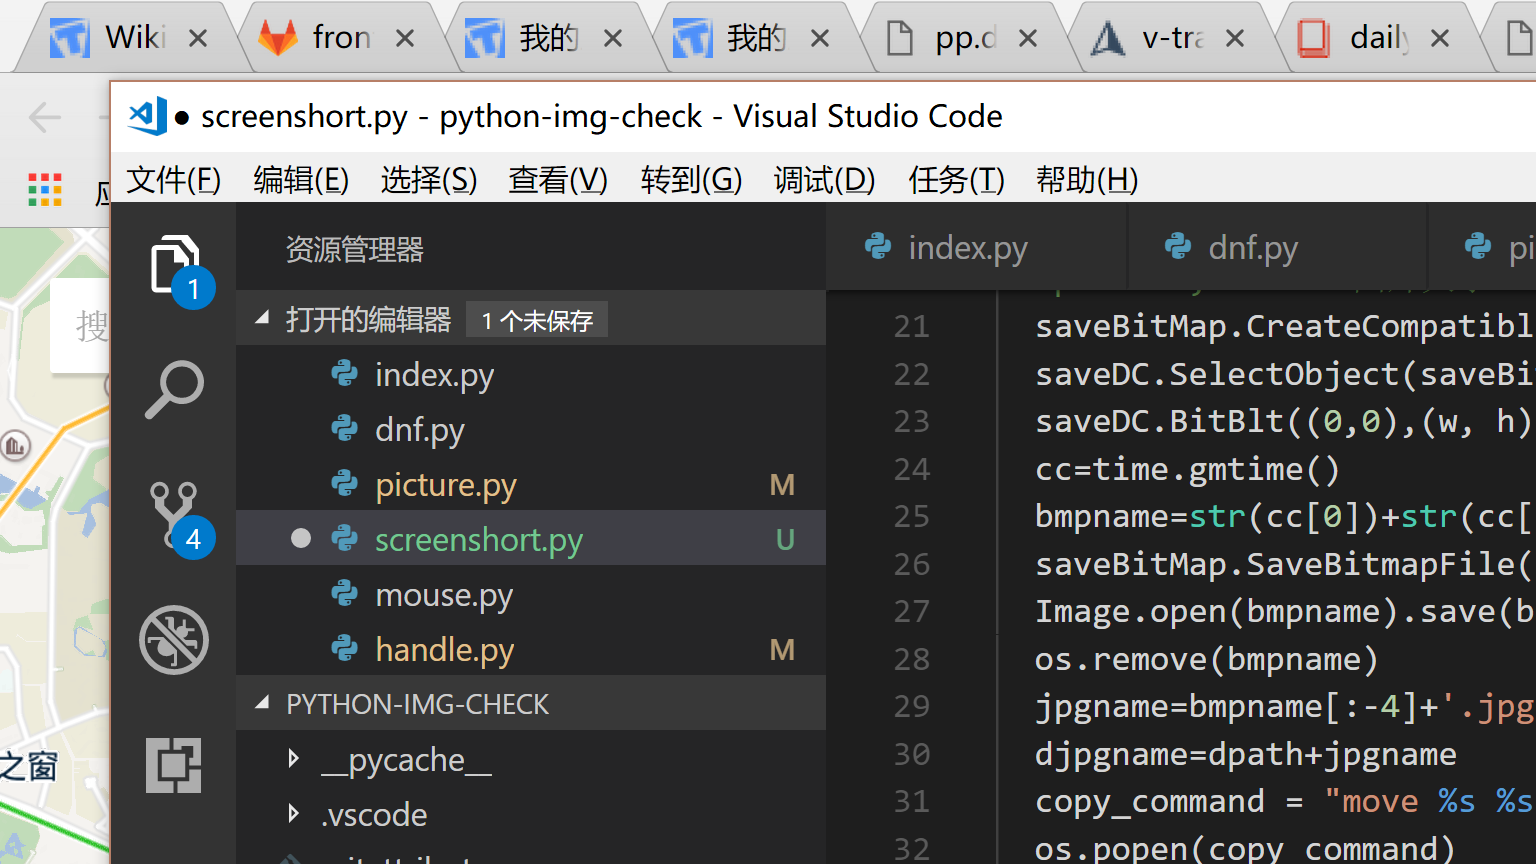 Wiki
fron
我的
我的
pp.d
v-tra
daily
screenshort.py - python-img-check - Visual Studio Code
文件(F) 编辑(E) 选择(S) 查看(V) 转到(G) 调试(D) 任务(T) 帮助(H)
资源管理器
index.py
dnf.py
pi
1
打开的编辑器 1 个未保存
搜
index.py
dnf.py
picture.py M
screenshort.py U
mouse.py
handle.py M
4
PYTHON-IMG-CHECK
__pycache__
.vscode
之窗
21 saveBitMap.CreateCompatibl
22 saveDC.SelectObject(saveBi
23 saveDC.BitBlt((0,0),(w, h)
24 cc=time.gmtime()
25 bmpname=str(cc[0])+str(cc[
26 saveBitMap.SaveBitmapFile(
27 Image.open(bmpname).save(b
28 os.remove(bmpname)
29 jpgname=bmpname[:-4]+'.jpg
30 djpgname=dpath+jpgname
31 copy_command = "move %s %s
32 os.popen(copy_command)